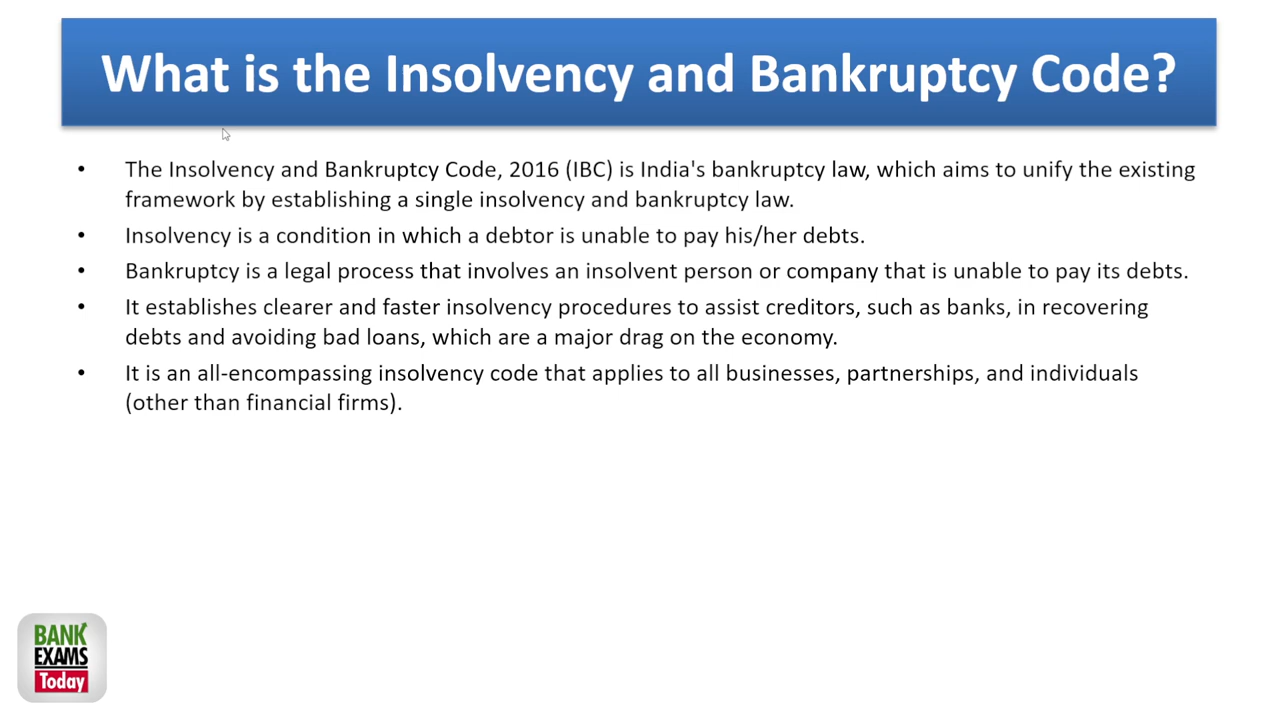 What is the Insolvency and Bankruptcy Code?
• The Insolvency and Bankruptcy Code, 2016 (IBC) is India's bankruptcy law, which aims to unify the existing
framework by establishing a single insolvency and bankruptcy law.
• Insolvency is a condition in which a debtor is unable to pay his/her debts.
• Bankruptcy is a legal process that involves an insolvent person or company that is unable to pay its debts.
• It establishes clearer and faster insolvency procedures to assist creditors, such as banks, in recovering
debts and avoiding bad loans, which are a major drag on the economy.
• It is an all-encompassing insolvency code that applies to all businesses, partnerships, and individuals
(other than financial firms).
BANK
EXAMS
Today